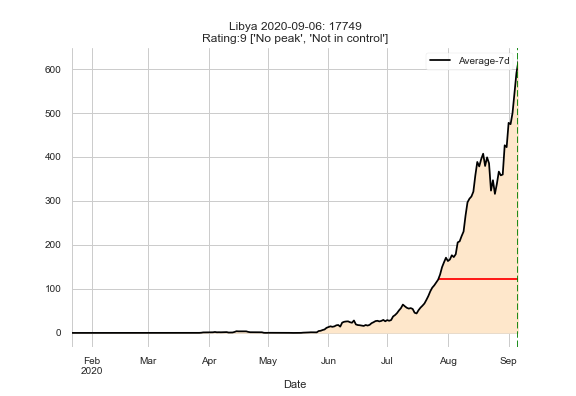 Libya 2020-09-06: 17749
Rating:9 ['No peak', 'Not in control']
Average-7d
600
500
400
300
200
100
0
Feb Mar Apr May Jun Jul Aug Sep
2020
Date